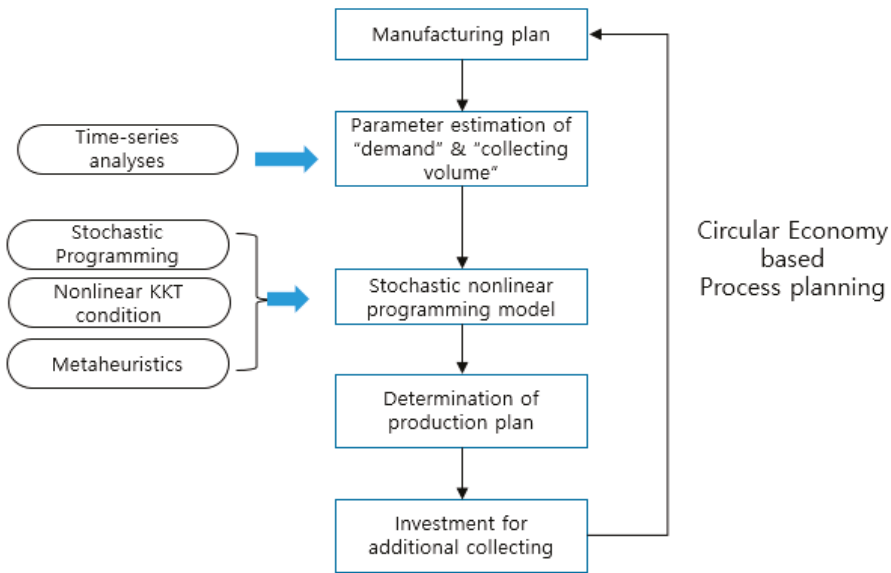 Manufacturing plan
Time-series
analyses
Parameter estimation of
“demand” & “collecting
volume”
Stochastic
Programming
Nonlinear KKT
condition
Metaheuristics
Stochastic nonlinear
programming model
Circular Economy
based
Process planning
Determination of
production plan
Investment for
additional collecting